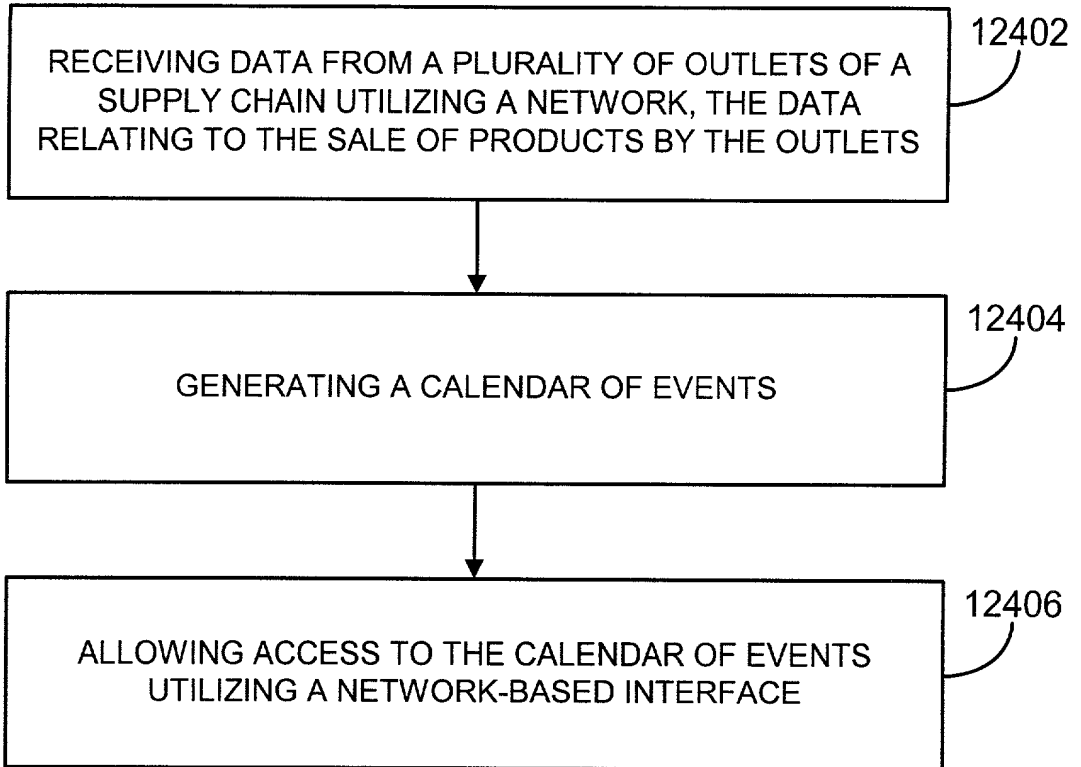 12402
RECEIVING DATA FROM A PLURALITY OF OUTLETS OF A
SUPPLY CHAIN UTILIZING A NETWORK, THE DATA
RELATING TO THE SALE OF PRODUCTS BY THE OUTLETS
12404
GENERATING A CALENDAR OF EVENTS
12406
ALLOWING ACCESS TO THE CALENDAR OF EVENTS
UTILIZING A NETWORK-BASED INTERFACE